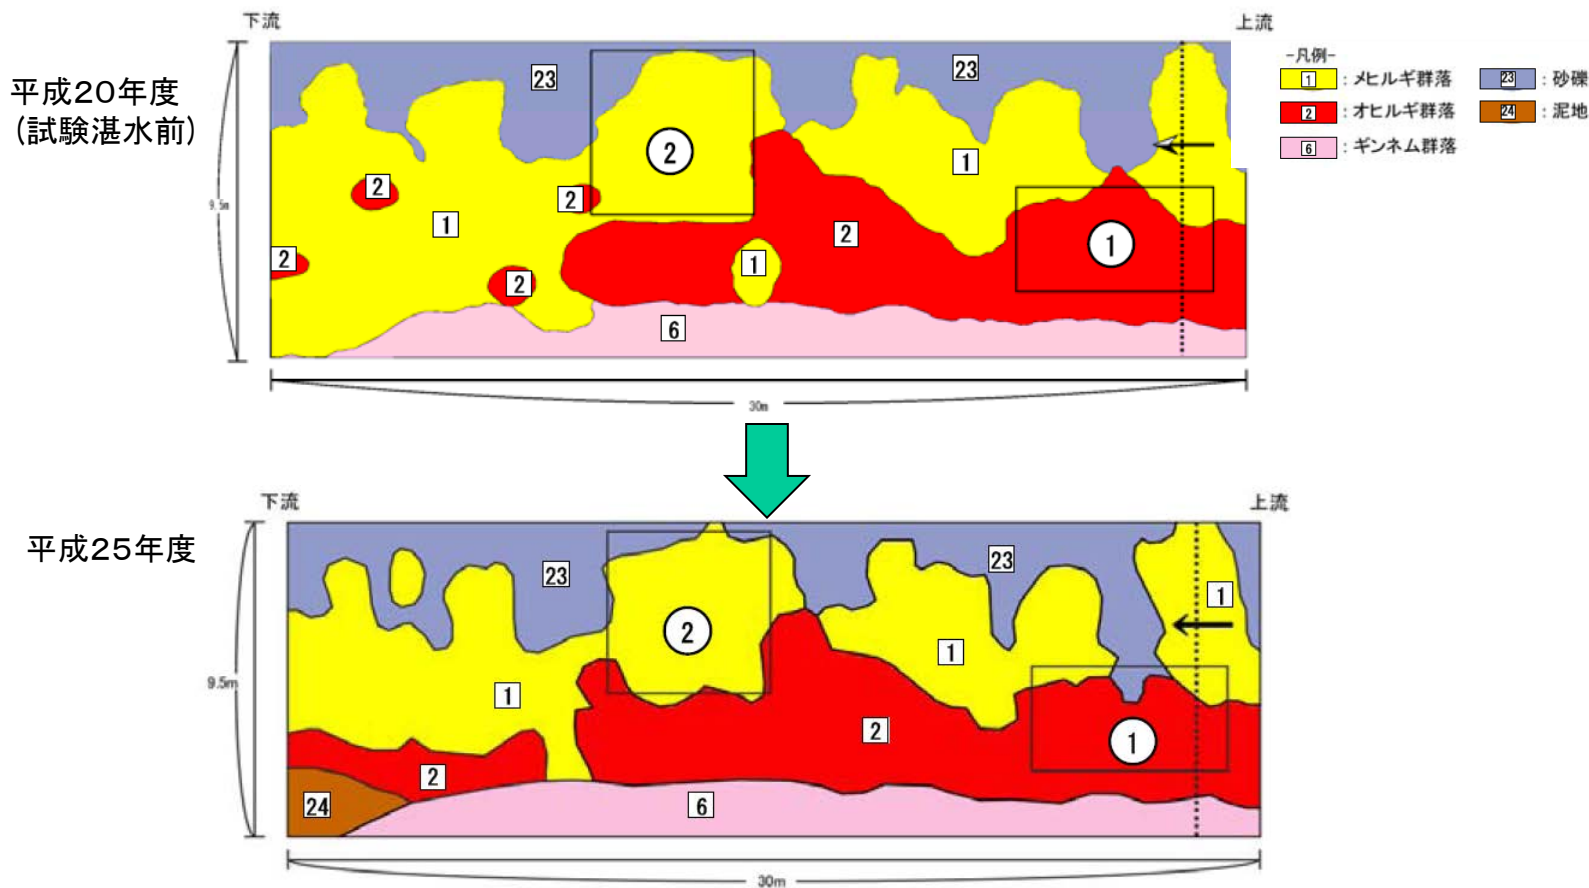 下流
上流
平成20年度
(試験湛水前)
-凡例-
1 : メヒルギ群落
23 : 砂礫
2 : オヒルギ群落
24 : 泥地
6 : ギンネム群落
23
23
2
1
2
2
1
2
1
2
1
2
2
6
9.5m
30m
下流
上流
平成25年度
23
23
1
2
1
1
2
1
2
24
6
9.5m
30m